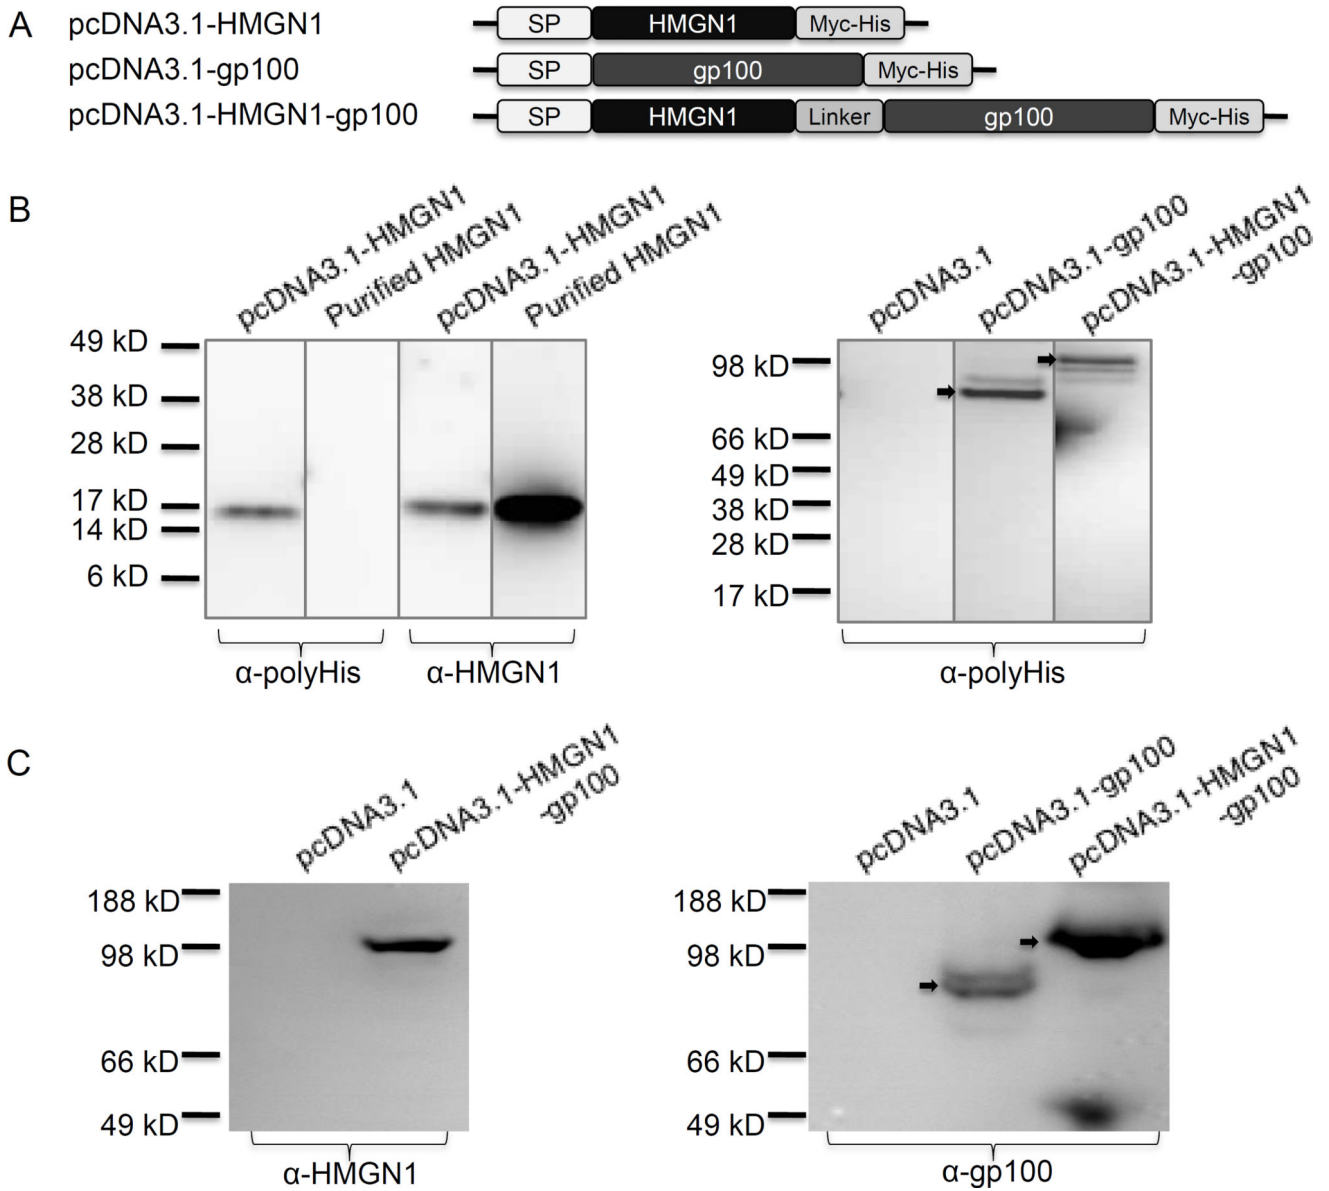 A
pcDNA3.1-HMGN1
SP HMGN1 Myc-His
pcDNA3.1-gp100
SP gp100 Myc-His
pcDNA3.1-HMGN1-gp100
SP HMGN1 Linker gp100 Myc-His
B
pcDNA3.1-HMGN1
Purified HMGN1
pcDNA3.1-HMGN1
Purified HMGN1
49 kD
38 kD
28 kD
17 kD
14 kD
6 kD
α-polyHis
α-HMGN1
pcDNA3.1
pcDNA3.1-gp100
pcDNA3.1-HMGN1
-gp100
98 kD
66 kD
49 kD
38 kD
28 kD
17 kD
α-polyHis
C
pcDNA3.1
pcDNA3.1-HMGN1
-gp100
188 kD
98 kD
66 kD
49 kD
α-HMGN1
pcDNA3.1
pcDNA3.1-gp100
pcDNA3.1-HMGN1
-gp100
188 kD
98 kD
66 kD
49 kD
α-gp100